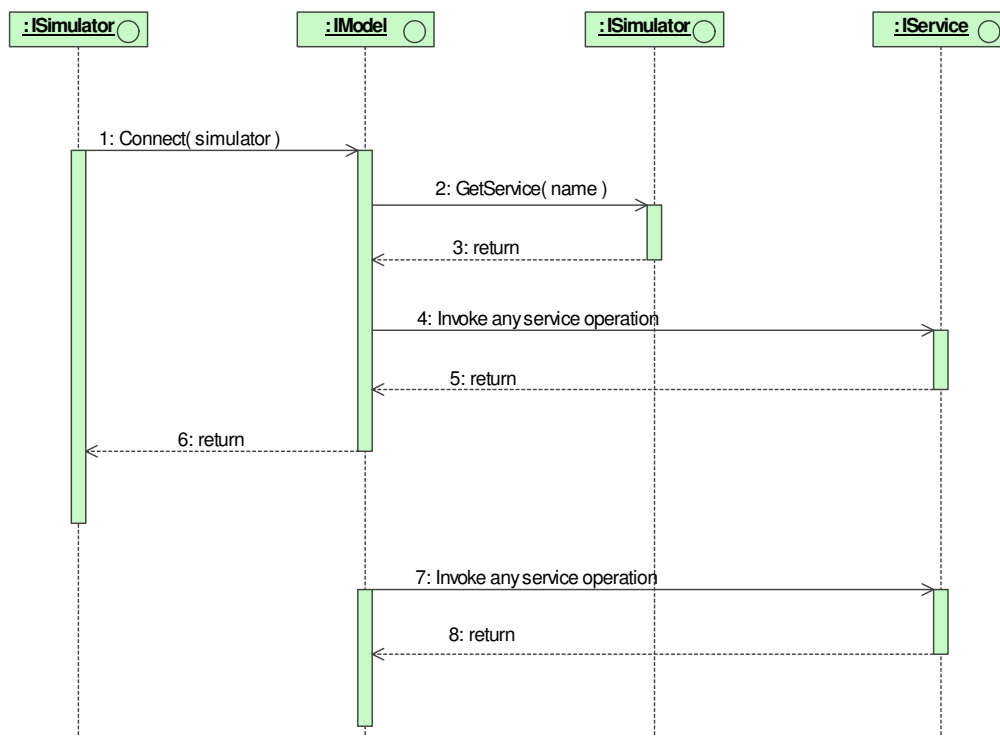 : ISimulator
: IModel
: ISimulator
: IService
1: Connect( simulator )
2: GetService( name )
3: return
4: Invoke any service operation
5: return
6: return
7: Invoke any service operation
8: return